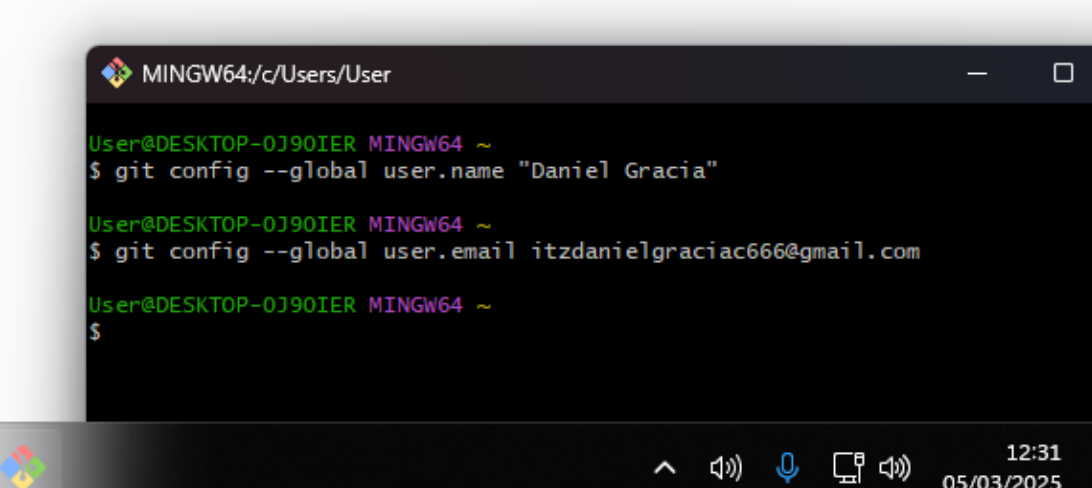 MINGW64:/c/Users/User
User@DESKTOP-OJ9OIER MINGW64 ~
$ git config --global user.name "Daniel Gracia"
User@DESKTOP-OJ9OIER MINGW64 ~
$ git config --global user.email itzdanielgraciac666@gmail.com
User@DESKTOP-OJ9OIER MINGW64 ~
$
12:31
05/03/2025